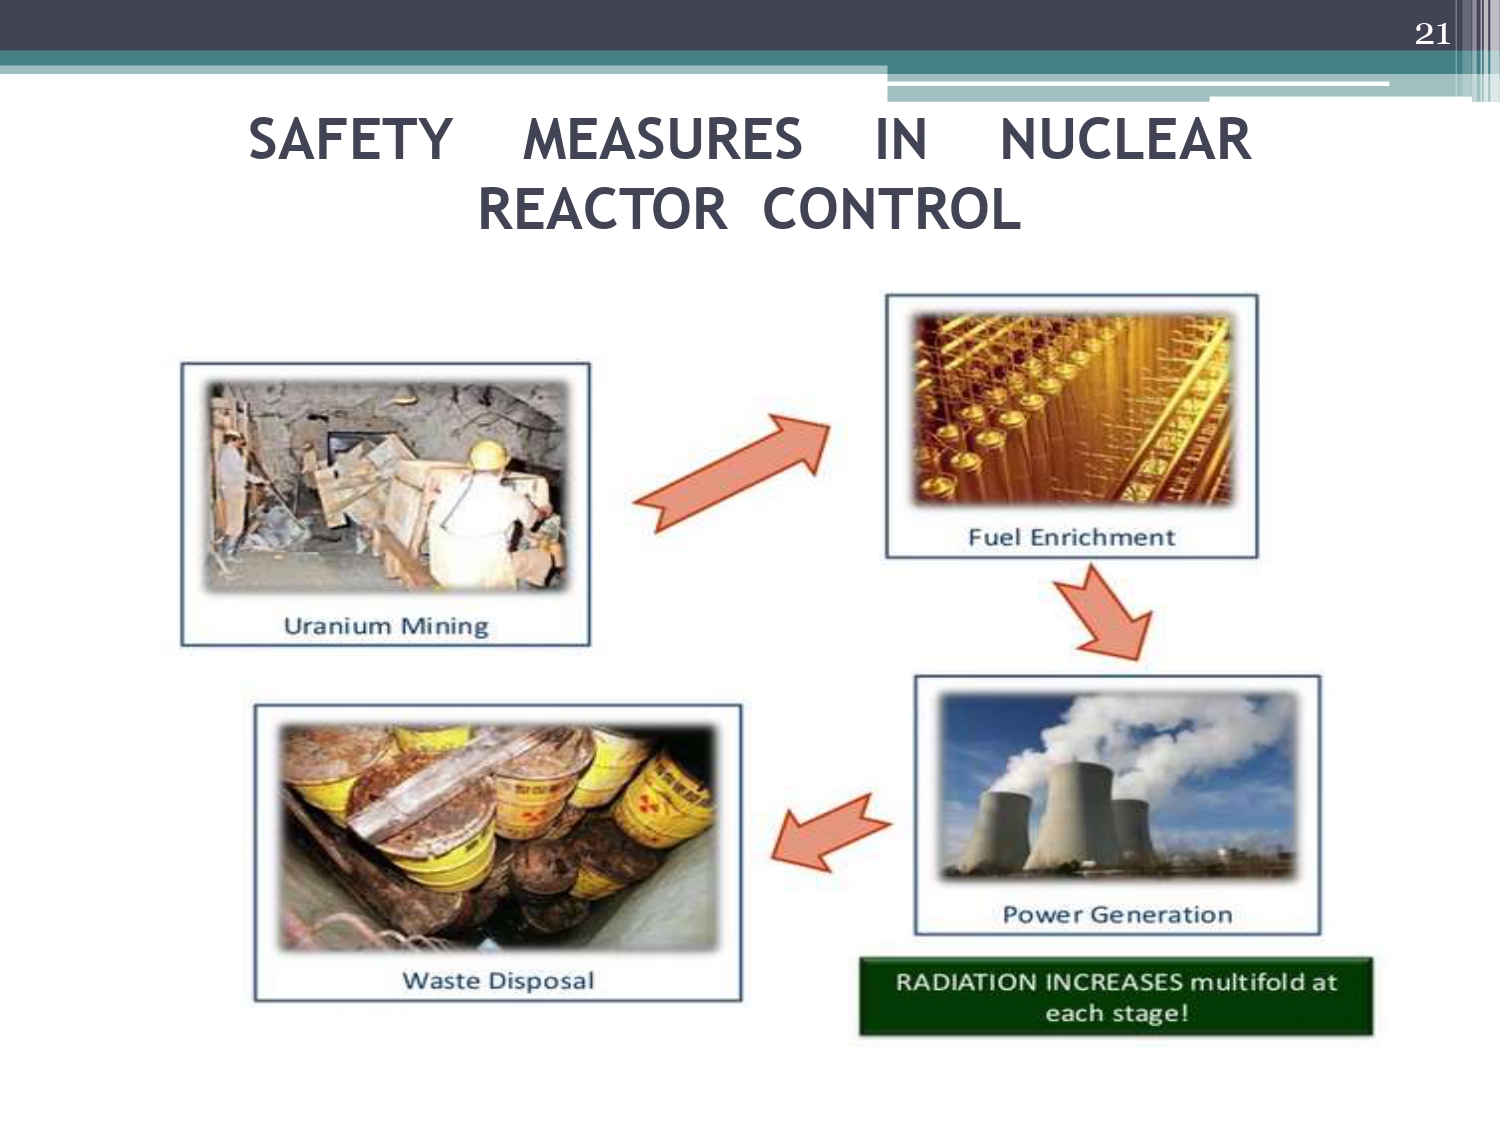 21
SAFETY MEASURES IN NUCLEAR
REACTOR CONTROL
Uranium Mining
Fuel Enrichment
Power Generation
Waste Disposal
RADIATION INCREASES multifold at
each stage!